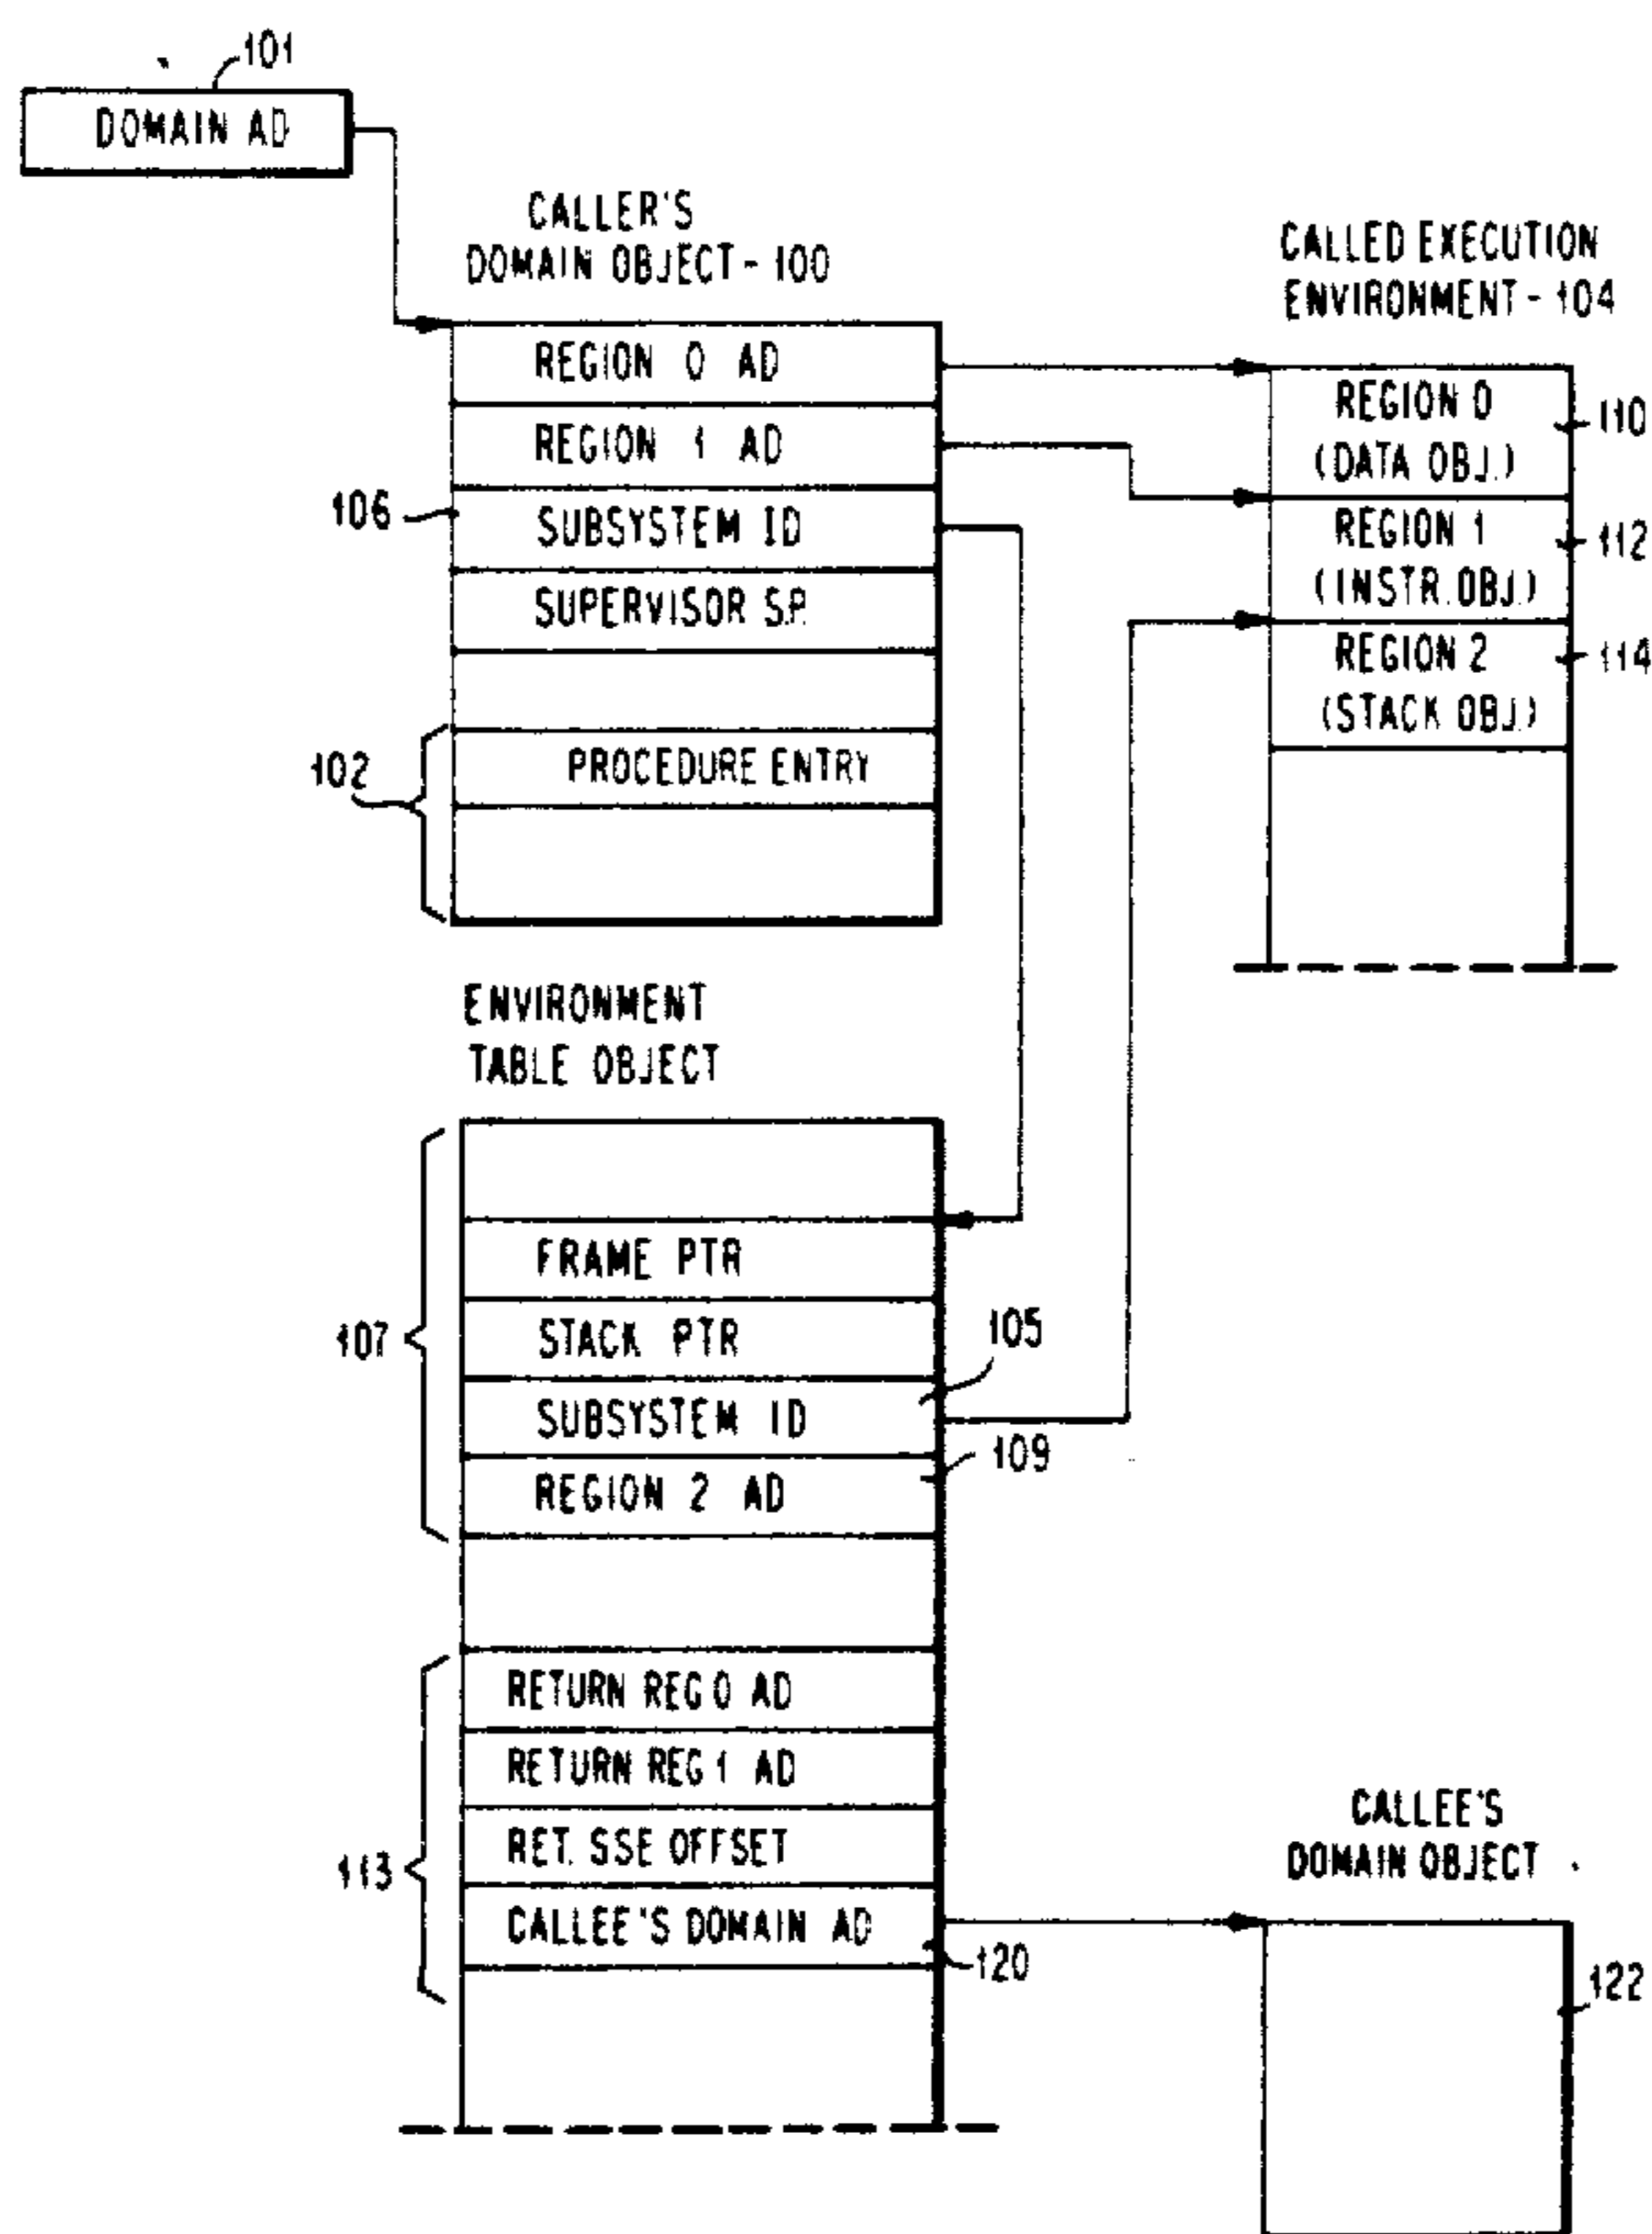 101
DOMAIN AD
CALLER'S
DOMAIN OBJECT - 100
REGION 0 AD
REGION 1 AD
106
SUBSYSTEM ID
SUPERVISOR S.P.
102
PROCEDURE ENTRY
CALLED EXECUTION
ENVIRONMENT - 104
REGION 0
(DATA OBJ.)
110
REGION 1
(INSTR. OBJ.)
112
REGION 2
(STACK OBJ.)
114
ENVIRONMENT
TABLE OBJECT
107
FRAME PTR
STACK PTR
105
SUBSYSTEM ID
109
REGION 2 AD
113
RETURN REG 0 AD
RETURN REG 1 AD
RET. SSE OFFSET
CALLEE'S DOMAIN AD
120
CALLEE'S
DOMAIN OBJECT
122